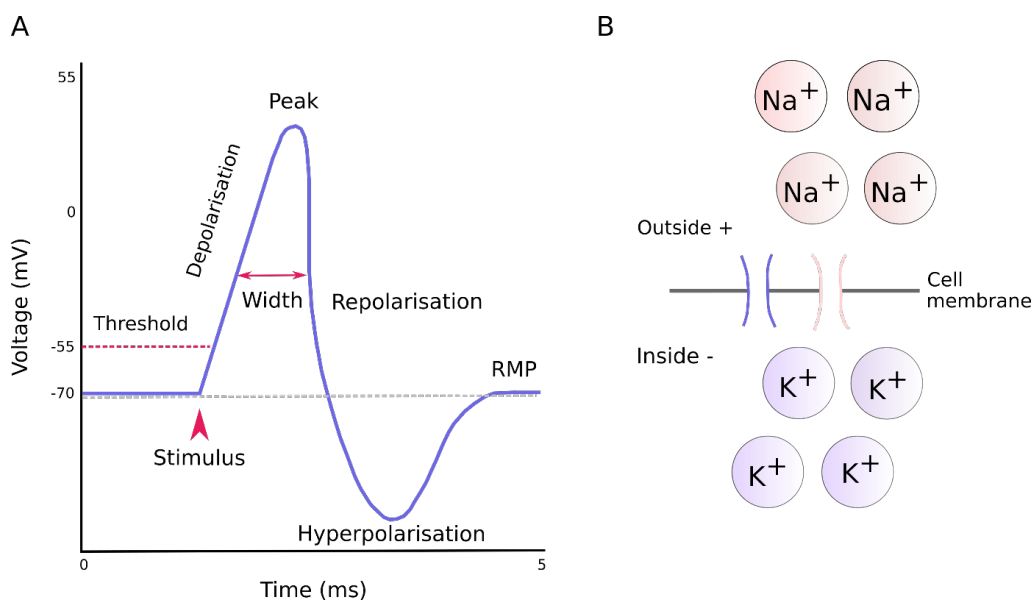 A
55
0
-55
-70
Voltage (mV)
Peak
Depolarisation
Width
Repolarisation
Threshold
RMP
Stimulus
Hyperpolarisation
0
5
Time (ms)
B
Na+
Na+
Na+
Na+
Outside +
Cell
membrane
Inside -
K+
K+
K+
K+